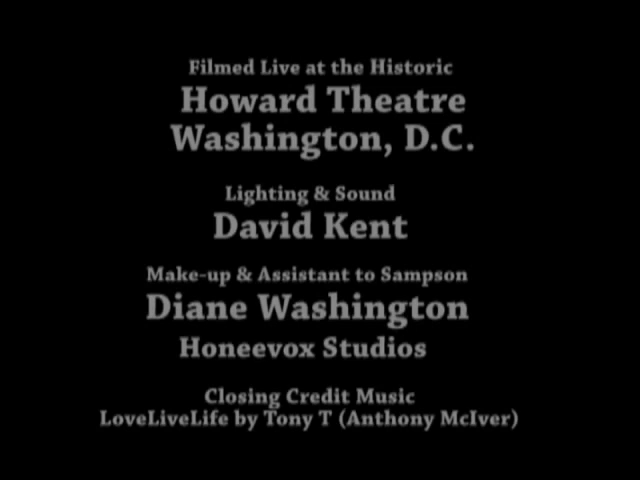 Filmed Live at the Historic
Howard Theatre
Washington, D.C.
Lighting & Sound
David Kent
Make-up & Assistant to Sampson
Diane Washington
Honeevox Studios
Closing Credit Music
LoveLiveLife by Tony T (Anthony McIver)